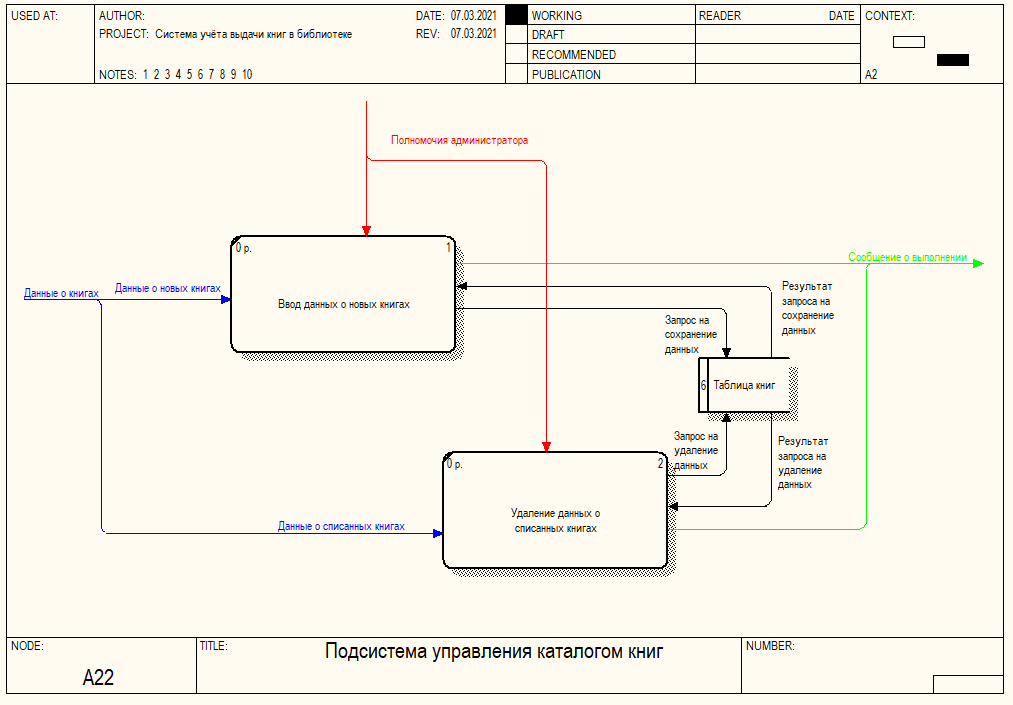 USED AT:
AUTHOR:
DATE: 07.03.2021
PROJECT: Система учёта выдачи книг в библиотеке
REV: 07.03.2021
NOTES: 1 2 3 4 5 6 7 8 9 10
WORKING
DRAFT
RECOMMENDED
PUBLICATION
READER
DATE
CONTEXT:
A2
Полномочия администратора
0 р.
1
Ввод данных о новых книгах
Данные о книгах
Данные о новых книгах
Сообщение о выполнении
Результат
запроса на
сохранение
данных
Запрос на
сохранение
данных
6
Таблица книг
Запрос на
удаление
данных
Результат
запроса на
удаление
данных
0 р.
2
Удаление данных о
списанных книгах
Данные о списанных книгах
NODE:
A22
TITLE:
Подсистема управления каталогом книг
NUMBER: